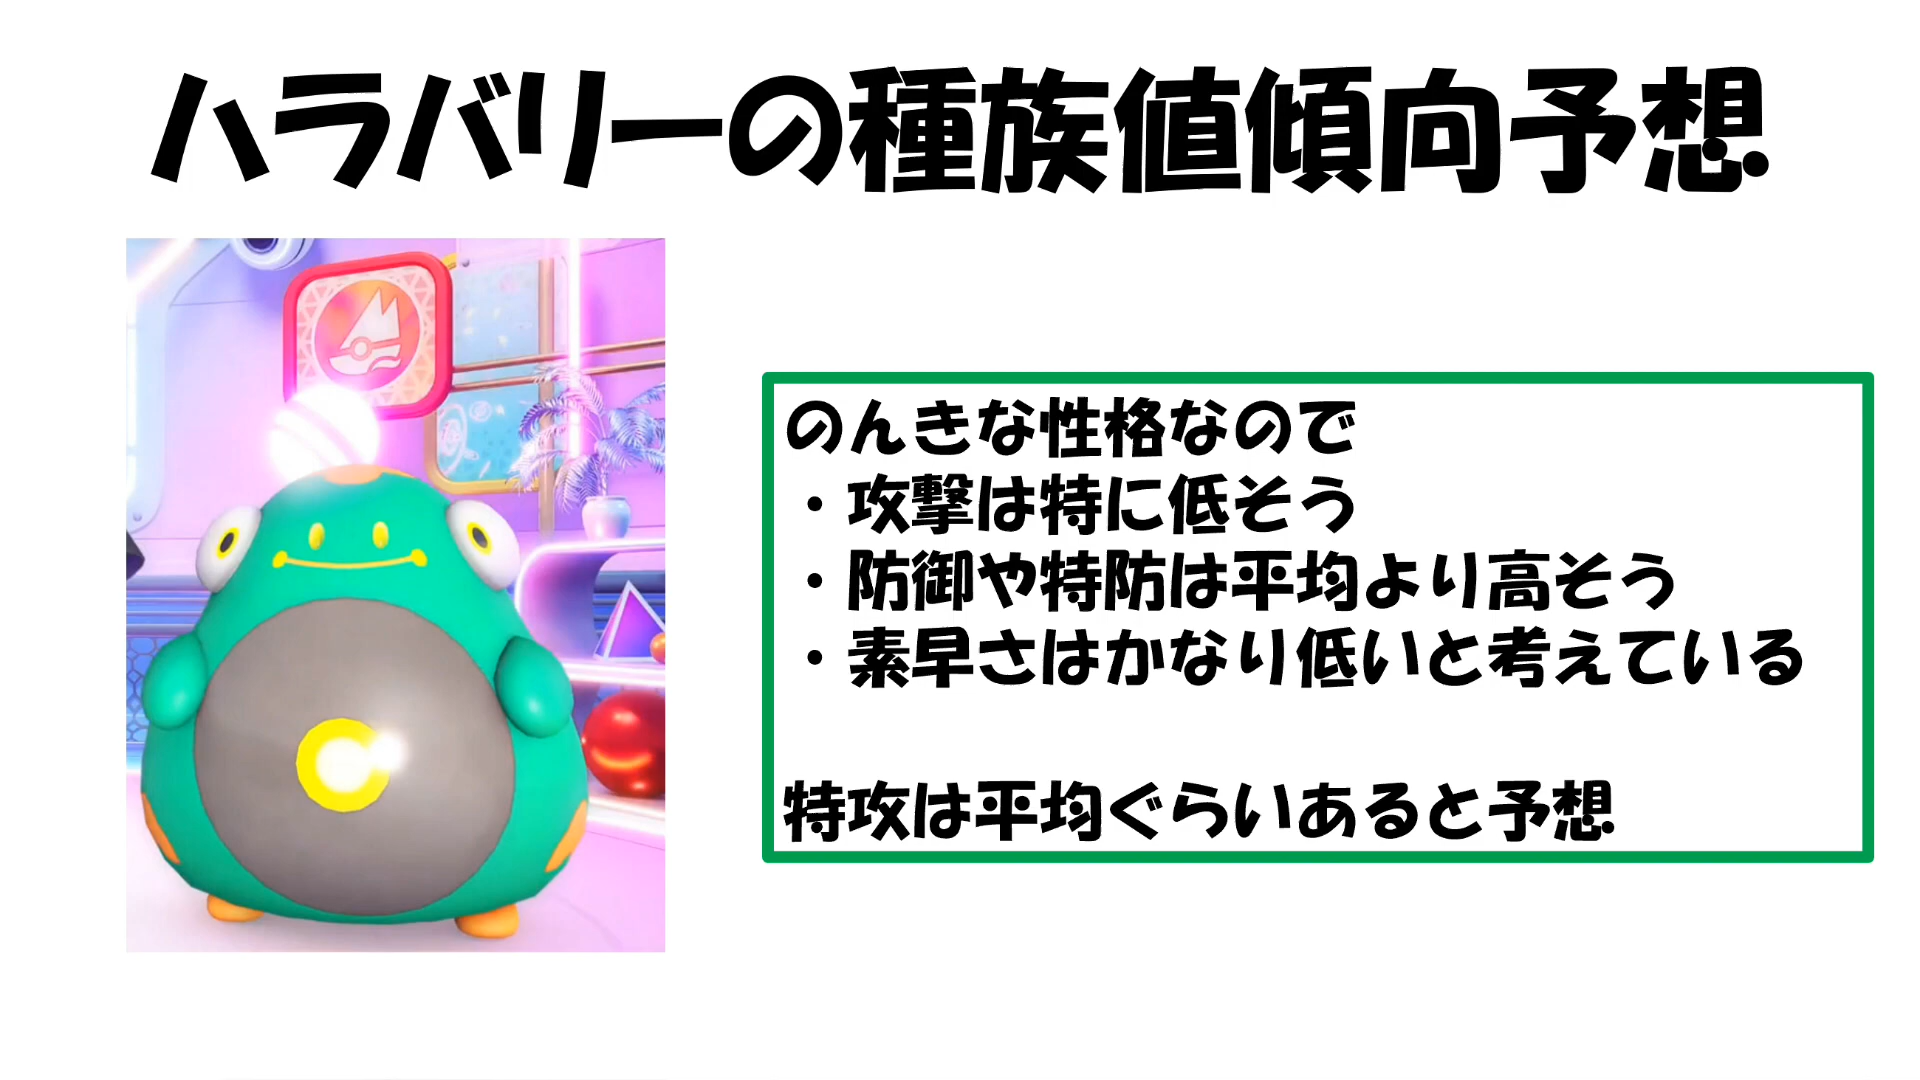 ハラバリーの種族値傾向予想
のんきな性格なので
・攻撃は特に低そう
・防御や特防は平均より高そう
・素早さはかなり低いと考えている
特攻は平均ぐらいあると予想